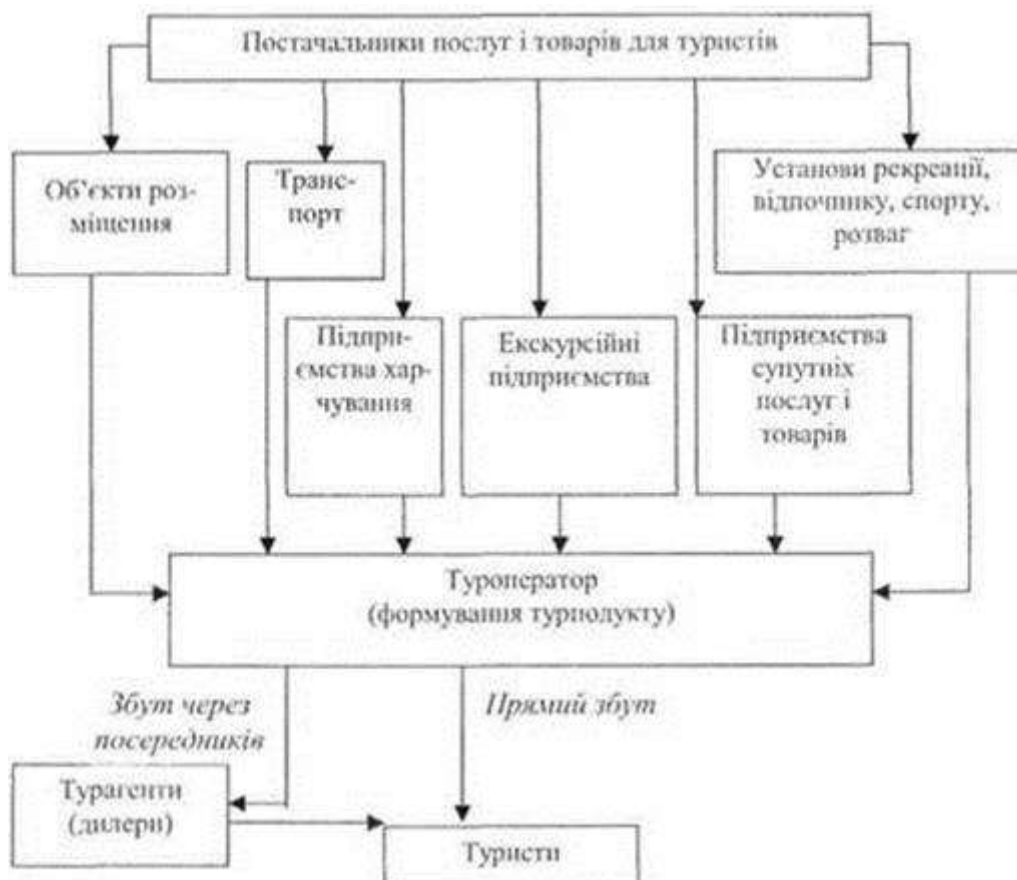 Постачальники послуг і товарів для туристів
Об’єкти роз-
міщення
Транс-
порт
Установи рекреації,
відпочинку, спорту,
розваг
Підпри-
ємства хар-
чування
Екскурсійні
підприємства
Підприємства
супутніх
послуг і
товарів
Туроператор
(формування турпродукту)
Збут через
посередників
Прямий збут
Турагенти
(дилери)
Туристи